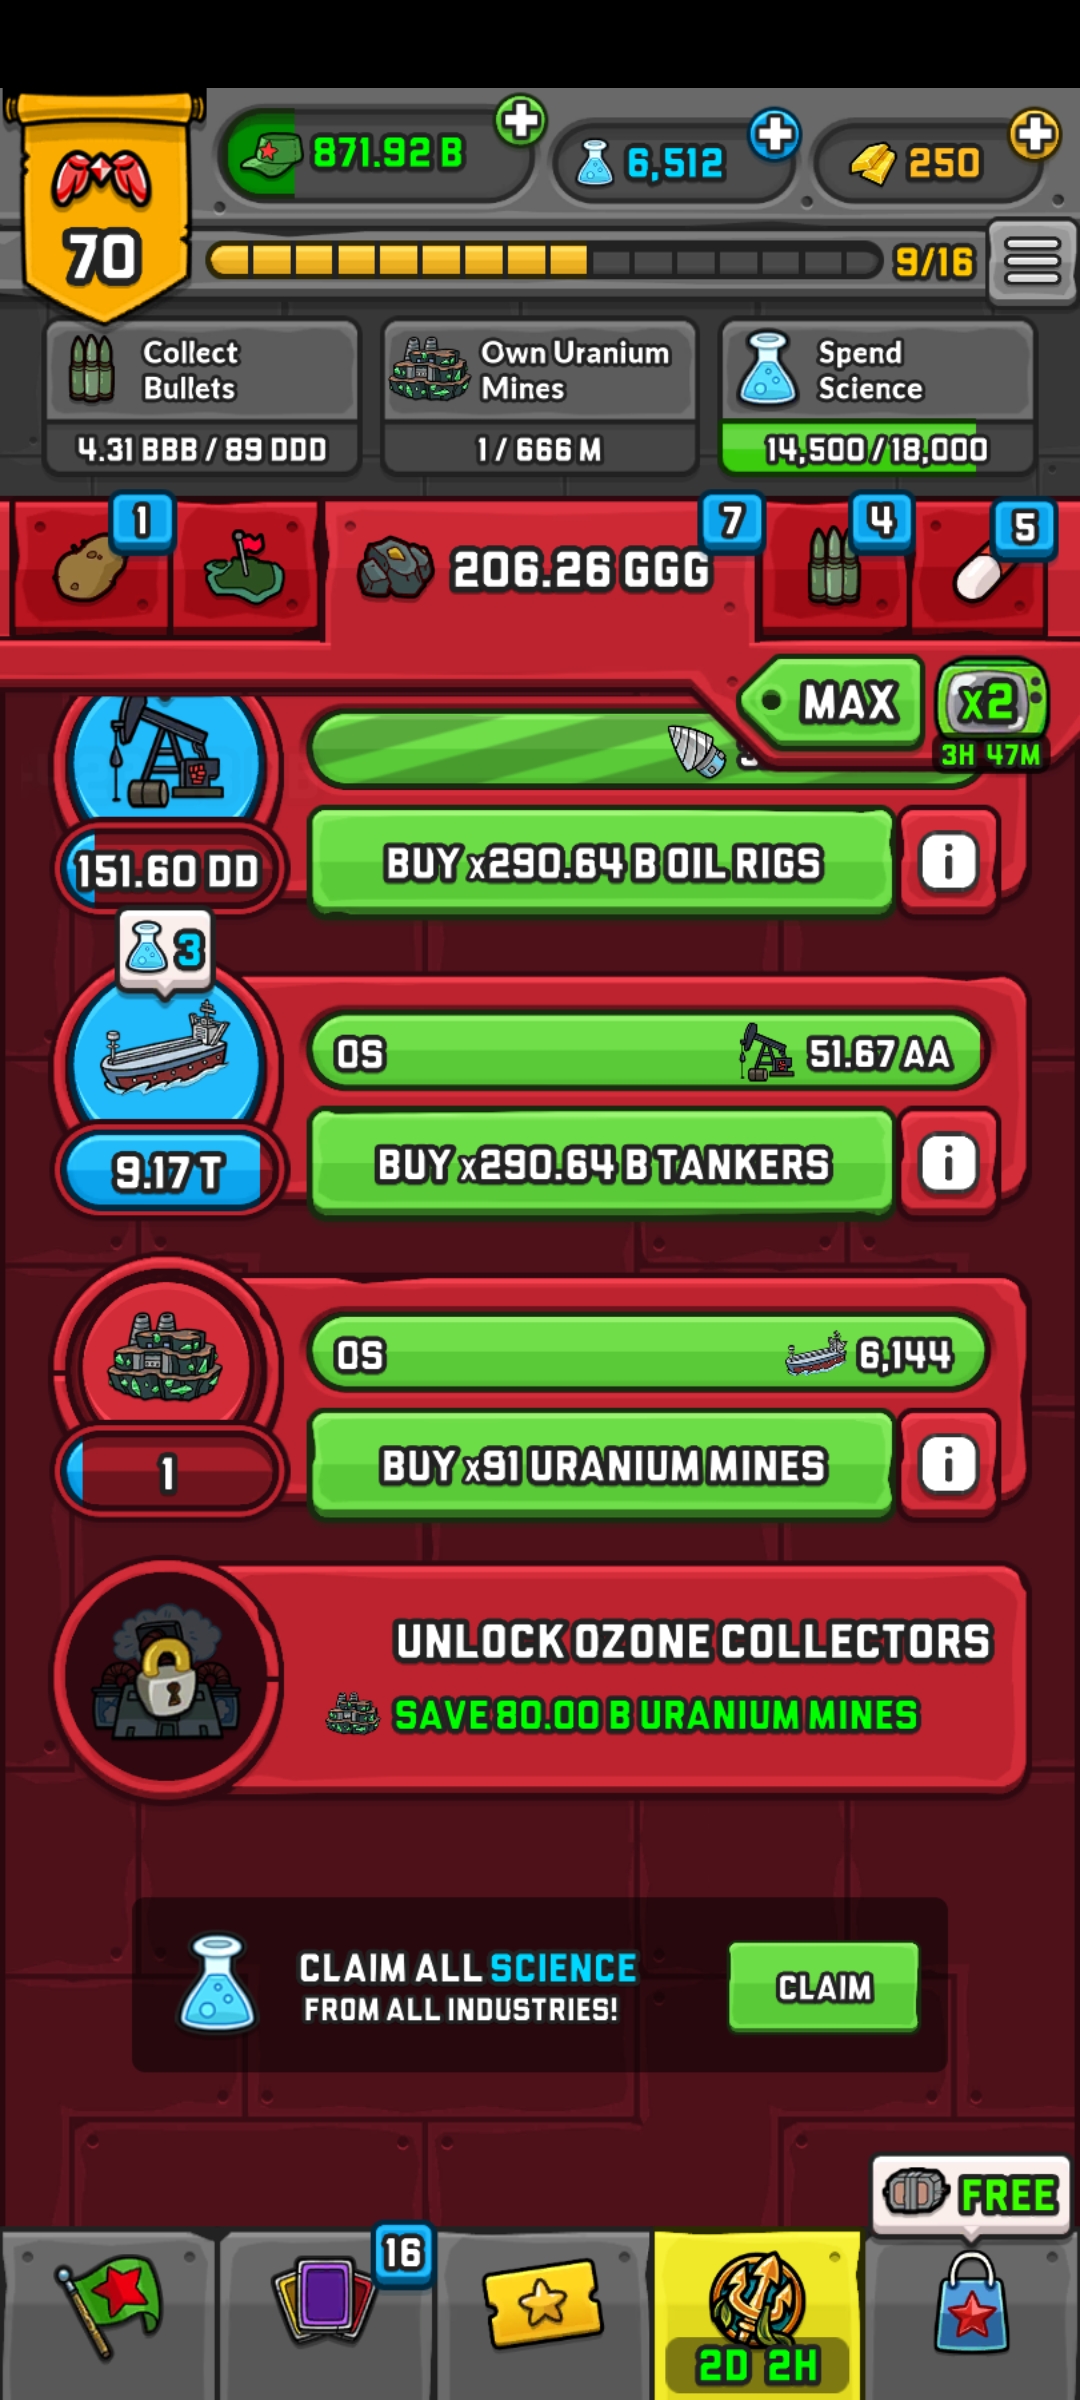 871.92 B
6,512
250
70
9/16
Collect
Bullets
4.31 BBB / 89 DDD
Own Uranium
Mines
1 / 666 M
Spend
Science
14,500/18,000
1
206.26 GGG
7
4
5
MAX
x2
3H 47M
151.60 DD
BUY x290.64 B OIL RIGS
i
3
0S
51.67 AA
9.17 T
BUY x290.64 B TANKERS
i
0S
6,144
1
BUY x91 URANIUM MINES
i
UNLOCK OZONE COLLECTORS
SAVE 80.00 B URANIUM MINES
CLAIM ALL SCIENCE
FROM ALL INDUSTRIES!
CLAIM
FREE
16
2D 2H